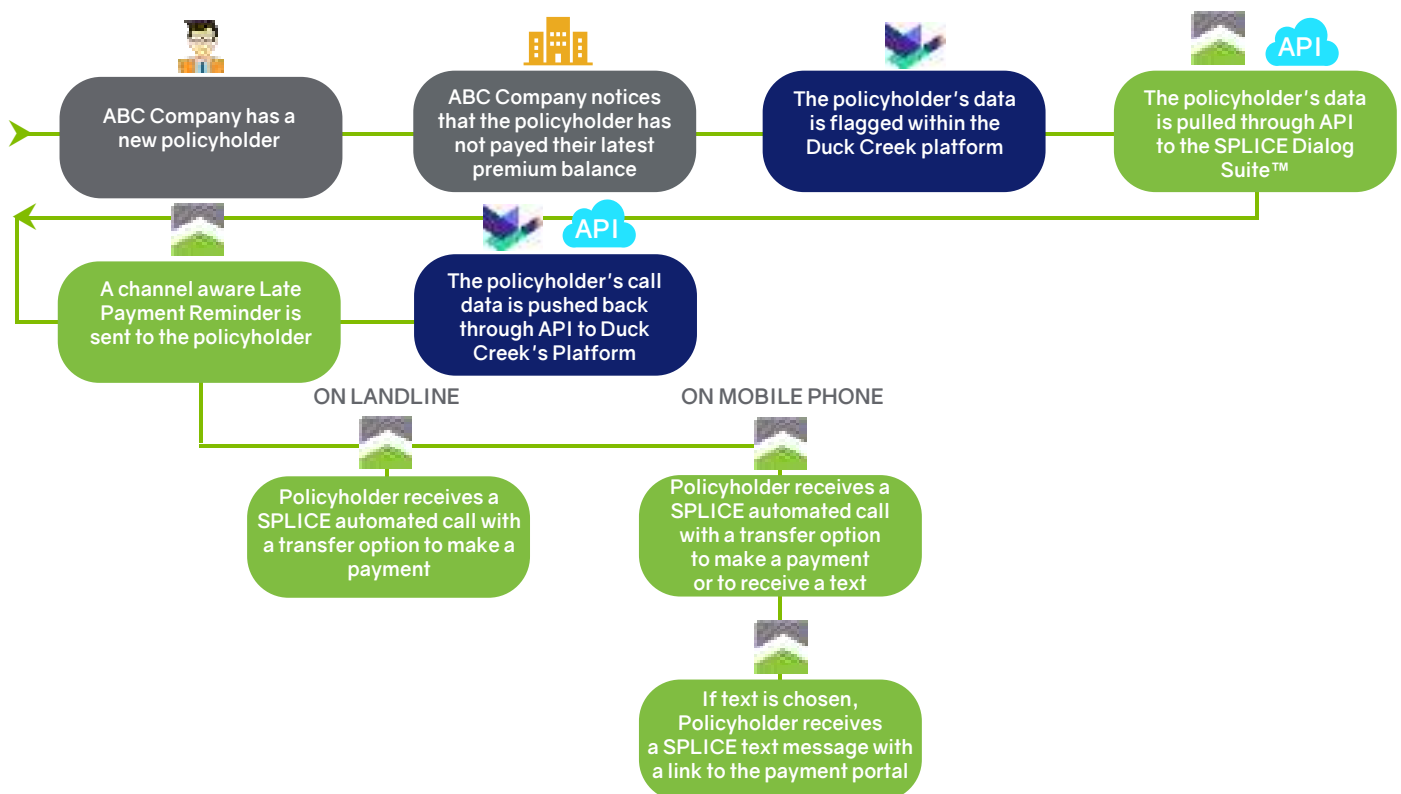 API
ABC Company has a
new policyholder
ABC Company notices
that the policyholder has
not payed their latest
premium balance
The policyholder's data
is flagged within the
Duck Creek platform
The policyholder's data
is pulled through API
to the SPLICE Dialog
Suite™
API
A channel aware Late
Payment Reminder is
sent to the policyholder
The policyholder's call
data is pushed back
through API to Duck
Creek's Platform
ON LANDLINE
ON MOBILE PHONE
Policyholder receives a
SPLICE automated call with
a transfer option to make a
payment
Policyholder receives a
SPLICE automated call
with a transfer option
to make a payment
or to receive a text
If text is chosen,
Policyholder receives
a SPLICE text message with
a link to the payment portal